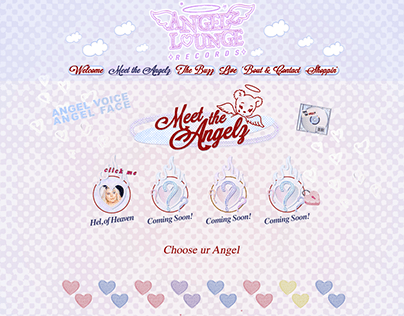 ANGELZ
LOUNGE
RECORDS
Welcome Meet the Angelz The Buzz Live Bout & Contact Shoppin'
ANGEL VOICE
ANGEL FACE
Meet the
Angelz
click me
Hel, of Heaven
Coming Soon!
Coming Soon!
Coming Soon!
Choose ur Angel